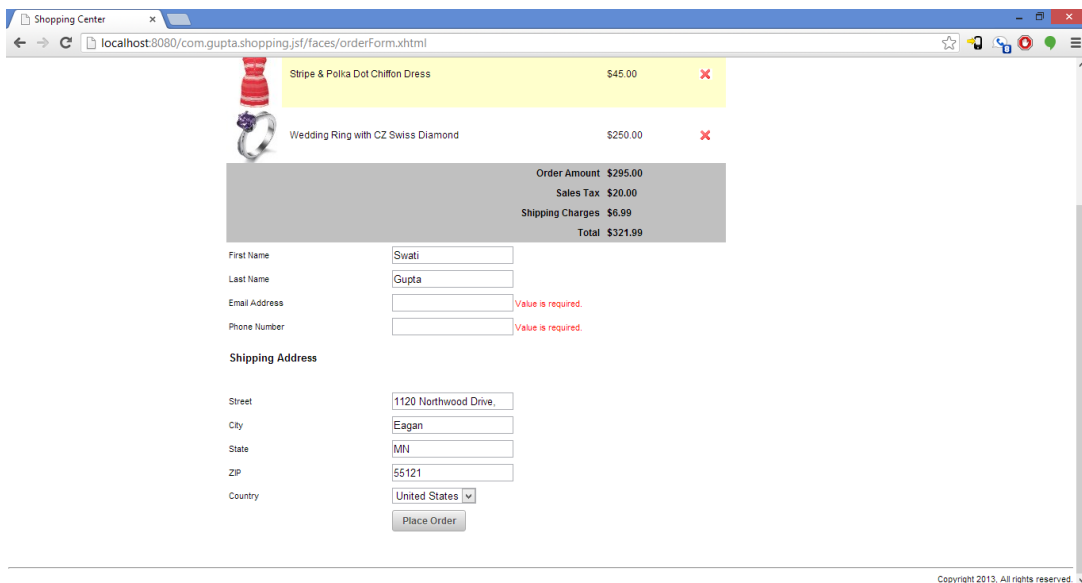 Shopping Center
localhost:8080/com.gupta.shopping.jsf/faces/orderForm.xhtml
Stripe & Polka Dot Chiffon Dress $45.00
Wedding Ring with CZ Swiss Diamond $250.00
Order Amount $295.00
Sales Tax $20.00
Shipping Charges $6.99
Total $321.99
First Name Swati
Last Name Gupta
Email Address Value is required.
Phone Number Value is required.
Shipping Address
Street 1120 Northwood Drive,
City Eagan
State MN
ZIP 55121
Country United States
Place Order
Copyright 2013, All rights reserved.